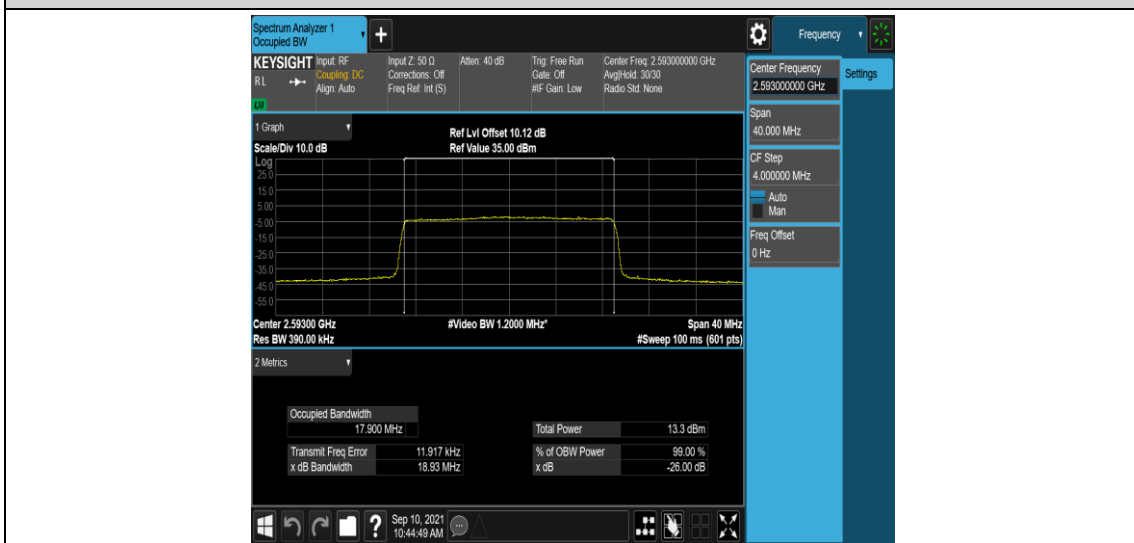 Spectrum Analyzer 1
Occupied BW
+
Frequency
KEYSIGHT
RL
LXI
Input: RF
Coupling: DC
Align: Auto
Input Z: 50 Ω
Corrections: Off
Freq Ref: Int (S)
Atten: 40 dB
Trig: Free Run
Gate: Off
#IF Gain: Low
Center Freq: 2.593000000 GHz
Avg|Hold: 30/30
Radio Std: None
Center Frequency
2.593000000 GHz
Settings
Span
40.000 MHz
CF Step
4.000000 MHz
Auto
Man
Freq Offset
0 Hz
1 Graph
Ref Lvl Offset 10.12 dB
Scale/Div 10.0 dB
Ref Value 35.00 dBm
Log
25.0
15.0
5.00
-5.00
-15.0
-25.0
-35.0
-45.0
-55.0
Center 2.59300 GHz
#Video BW 1.2000 MHz*
Span 40 MHz
Res BW 390.00 kHz
#Sweep 100 ms (601 pts)
2 Metrics
Occupied Bandwidth
17.900 MHz
Total Power 13.3 dBm
Transmit Freq Error 11.917 kHz
% of OBW Power 99.00 %
x dB Bandwidth 18.93 MHz
x dB -26.00 dB
?
Sep 10, 2021
10:44:49 AM